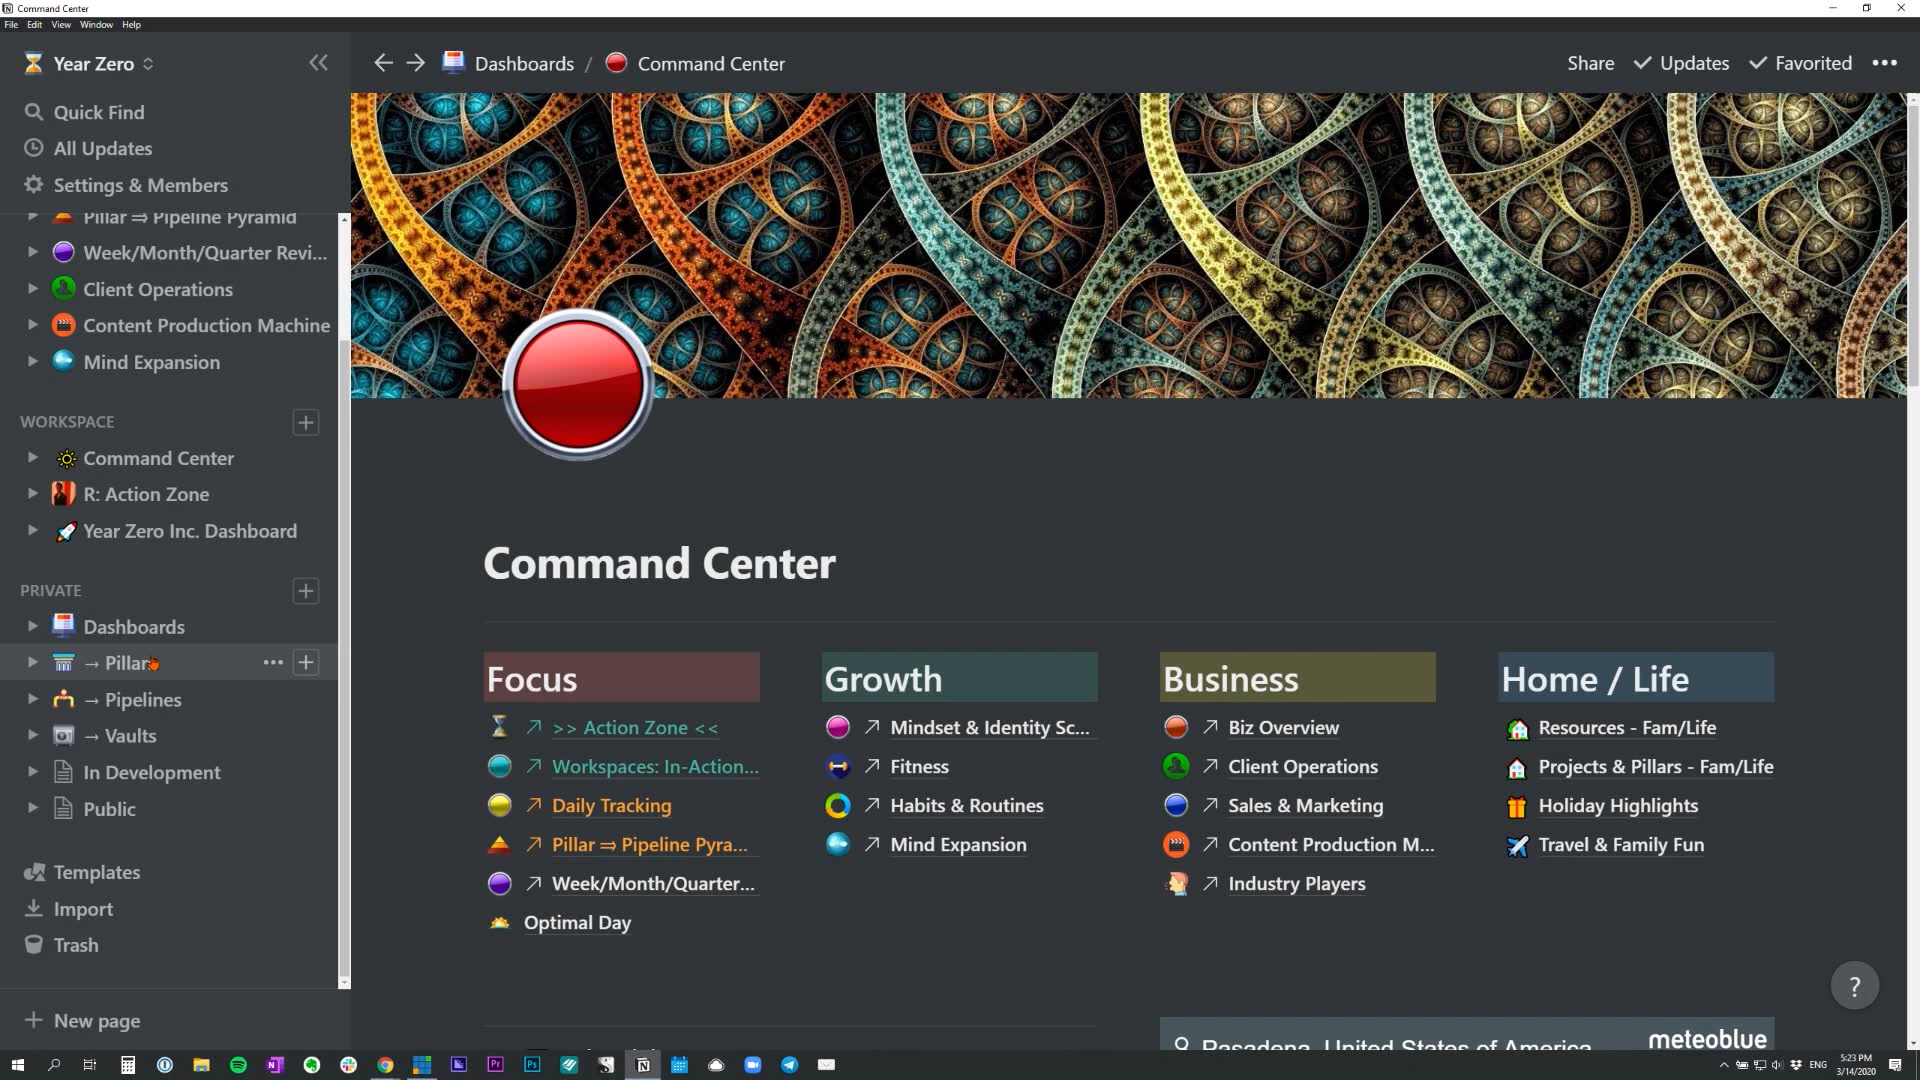 Command Center
File Edit View Window Help
Year Zero
Dashboards / Command Center
Share Updates Favorited
Quick Find
All Updates
Settings & Members
Pillar ⇒ Pipeline Pyramid
Week/Month/Quarter Revi...
Client Operations
Content Production Machine
Mind Expansion
WORKSPACE
Command Center
R: Action Zone
Year Zero Inc. Dashboard
PRIVATE
Dashboards
→ Pillar
→ Pipelines
→ Vaults
In Development
Public
Templates
Import
Trash
New page
Command Center
Focus
>> Action Zone <<
Workspaces: In-Action...
Daily Tracking
Pillar ⇒ Pipeline Pyra...
Week/Month/Quarter...
Optimal Day
Growth
Mindset & Identity Sc...
Fitness
Habits & Routines
Mind Expansion
Business
Biz Overview
Client Operations
Sales & Marketing
Content Production M...
Industry Players
Home / Life
Resources - Fam/Life
Projects & Pillars - Fam/Life
Holiday Highlights
Travel & Family Fun
Pasadena, United States of America
meteoblue
?
ENG
5:23 PM
3/14/2020